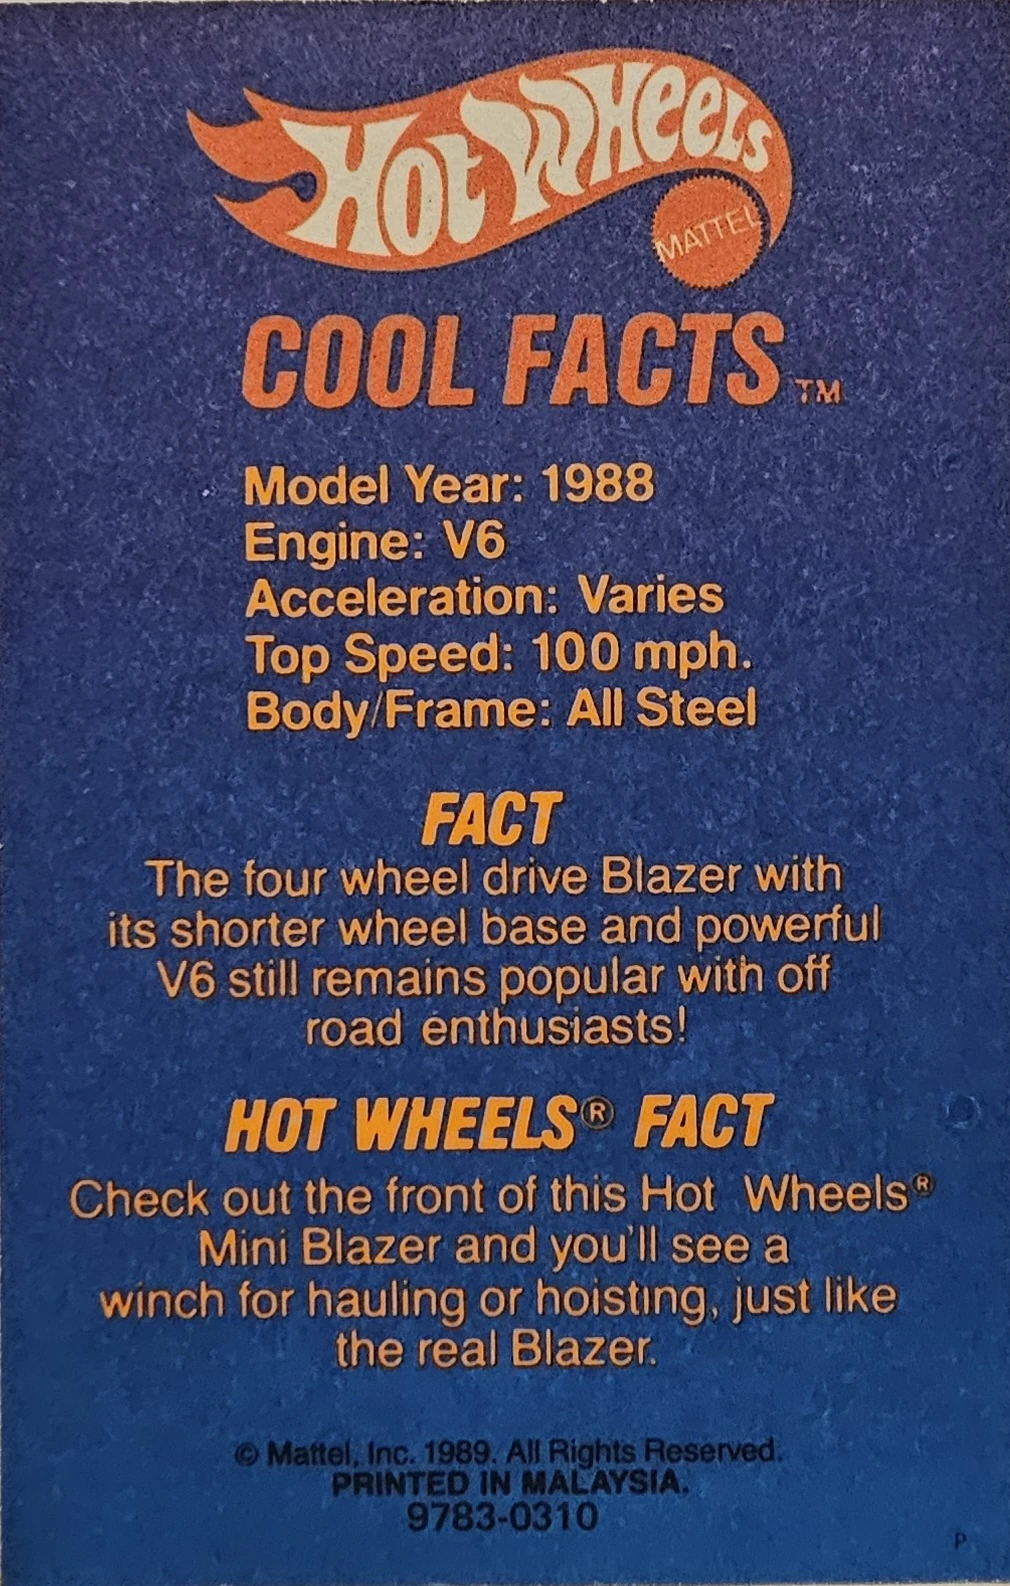 Hot Wheels
MATTEL
COOL FACTS™
Model Year: 1988
Engine: V6
Acceleration: Varies
Top Speed: 100 mph.
Body/Frame: All Steel
FACT
The four wheel drive Blazer with
its shorter wheel base and powerful
V6 still remains popular with off
road enthusiasts!
HOT WHEELS® FACT
Check out the front of this Hot Wheels®
Mini Blazer and you'll see a
winch for hauling or hoisting, just like
the real Blazer.
© Mattel, Inc. 1989. All Rights Reserved.
PRINTED IN MALAYSIA.
9783-0310
P